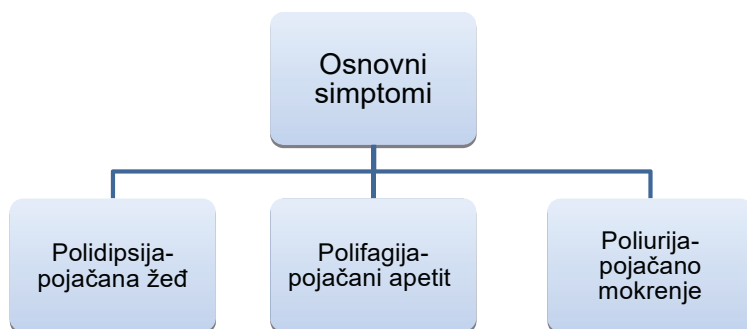 Osnovni
simptomi
Polidipsija-
pojačana žeđ
Polifagija-
pojačani apetit
Poliurija-
pojačano
mokrenje